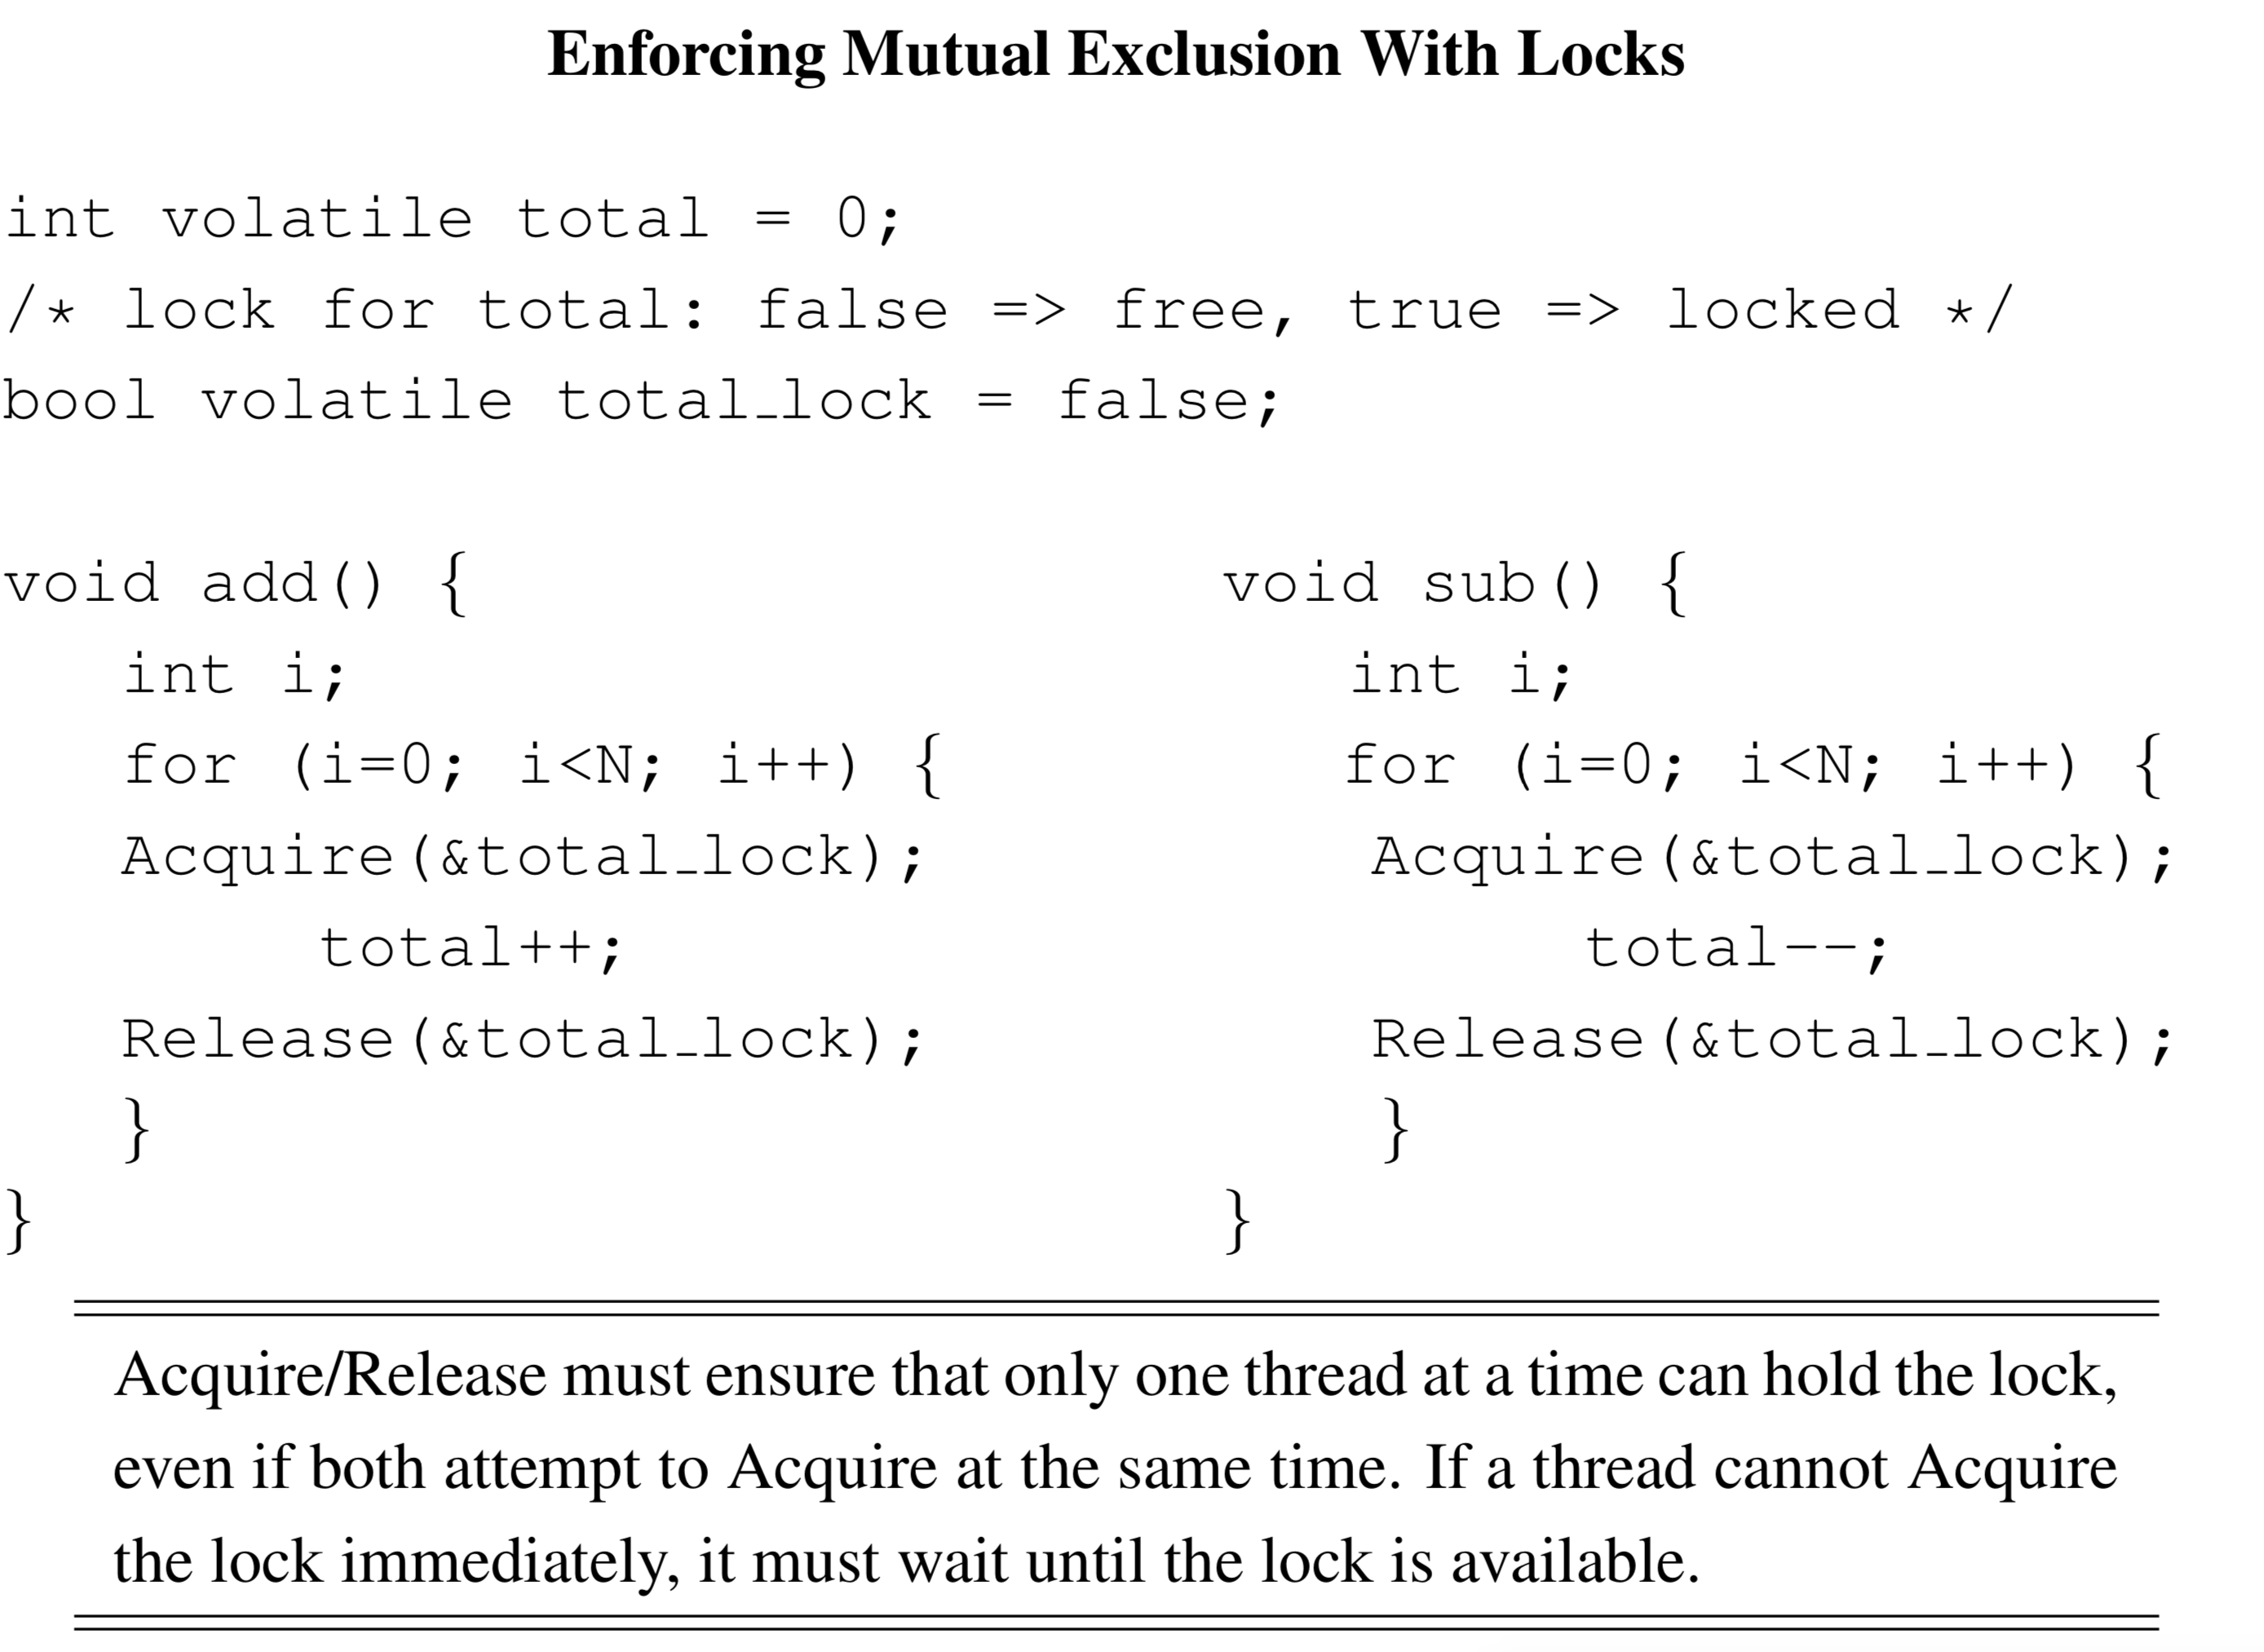 Enforcing Mutual Exclusion With Locks
int volatile total = 0;
/* lock for total: false => free, true => locked */
bool volatile total_lock = false;
void add() {
int i;
for (i=0; i<N; i++) {
Acquire(&total_lock);
total++;
Release(&total_lock);
}
}
void sub() {
int i;
for (i=0; i<N; i++) {
Acquire(&total_lock);
total--;
Release(&total_lock);
}
}
Acquire/Release must ensure that only one thread at a time can hold the lock,
even if both attempt to Acquire at the same time. If a thread cannot Acquire
the lock immediately, it must wait until the lock is available.